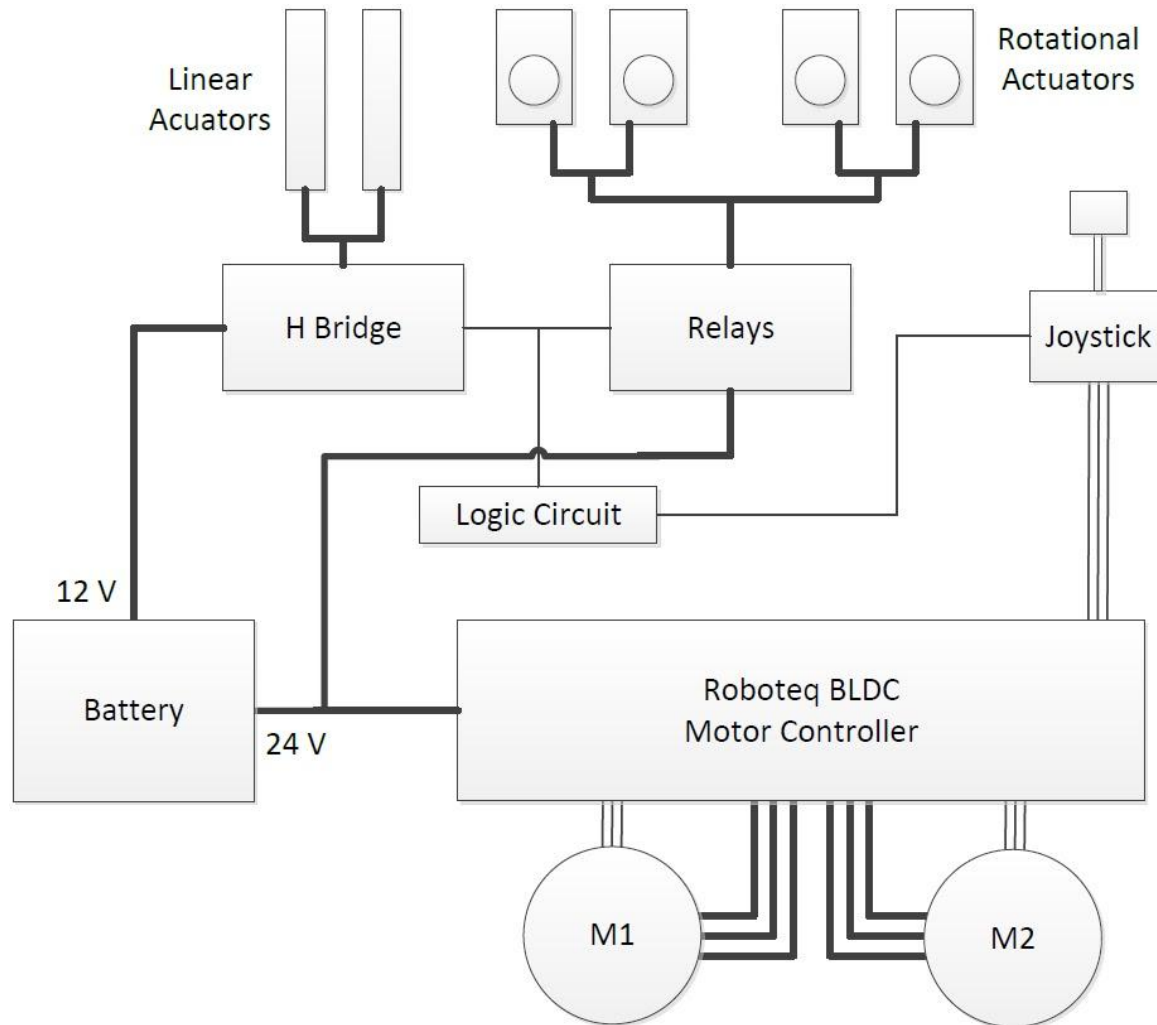 Linear
Acuators
Rotational
Actuators
H Bridge
Relays
Joystick
Logic Circuit
12 V
Battery
24 V
Roboteq BLDC
Motor Controller
M1
M2